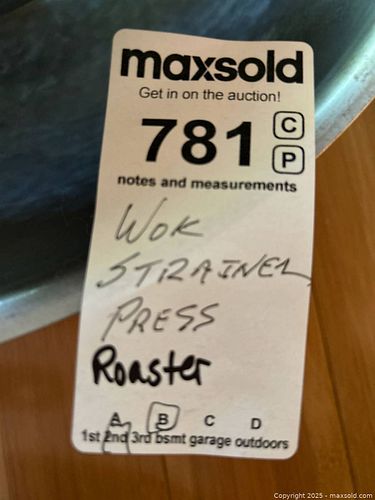 maxsold
Get in on the auction!
781 C
P
notes and measurements
WOK
STRAINER
PRESS
Roaster
A B C D
1st 2nd 3rd bsmt garage outdoors
Copyright 2025 - maxsold.com